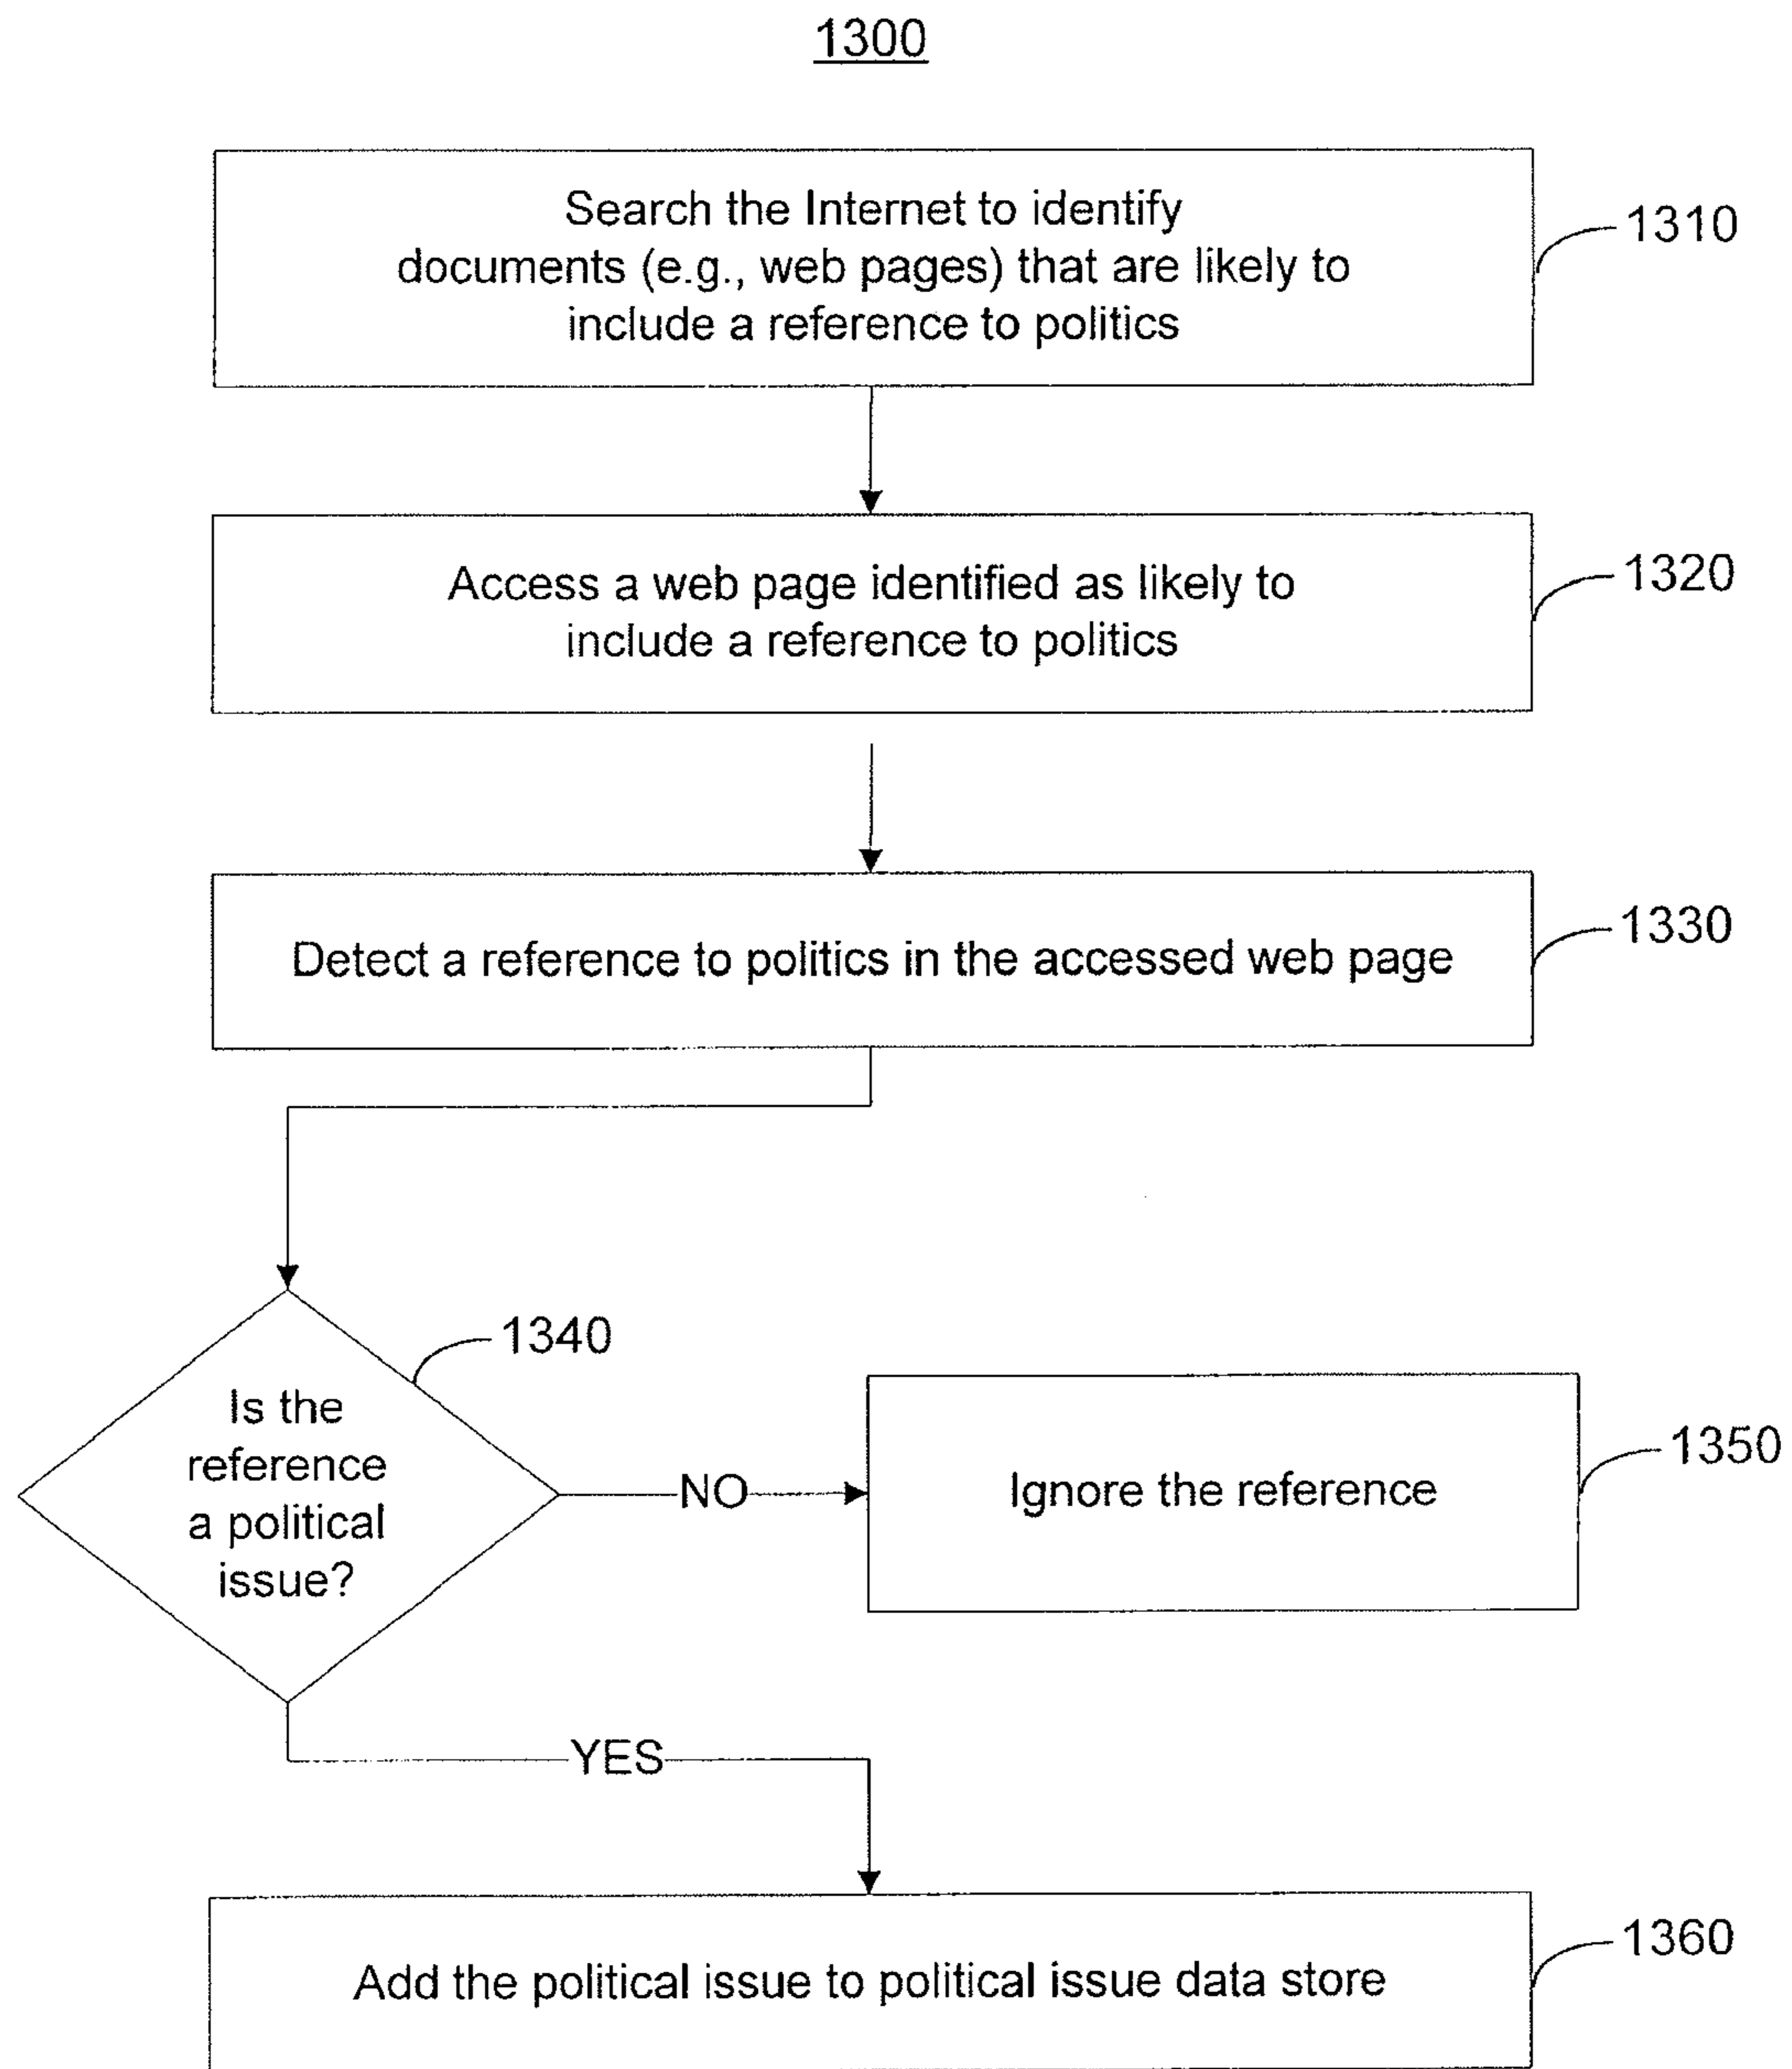 1300
Search the Internet to identify
documents (e.g., web pages) that are likely to
include a reference to politics
1310
Access a web page identified as likely to
include a reference to politics
1320
Detect a reference to politics in the accessed web page
1330
1340
Is the
reference
a political
issue?
NO
Ignore the reference
1350
YES
Add the political issue to political issue data store
1360